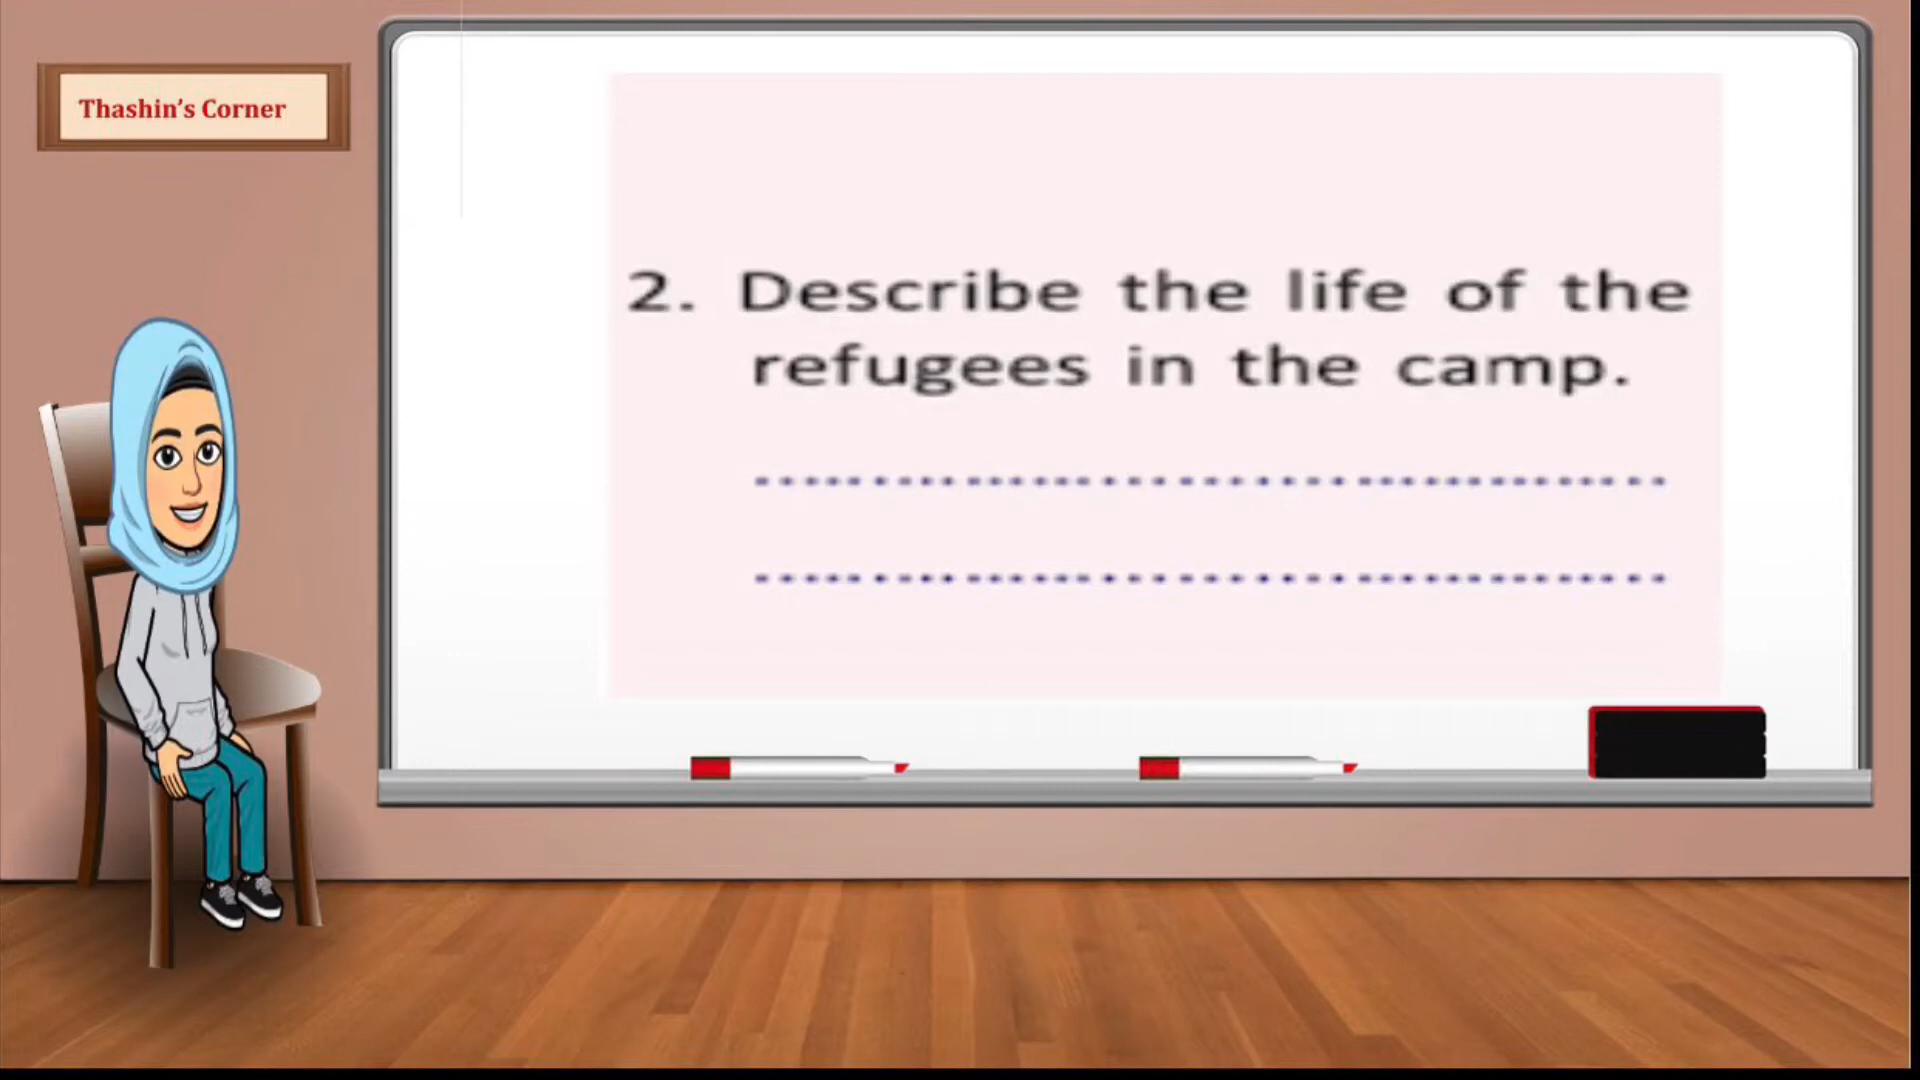 Thashin's Corner
2. Describe the life of the
refugees in the camp.